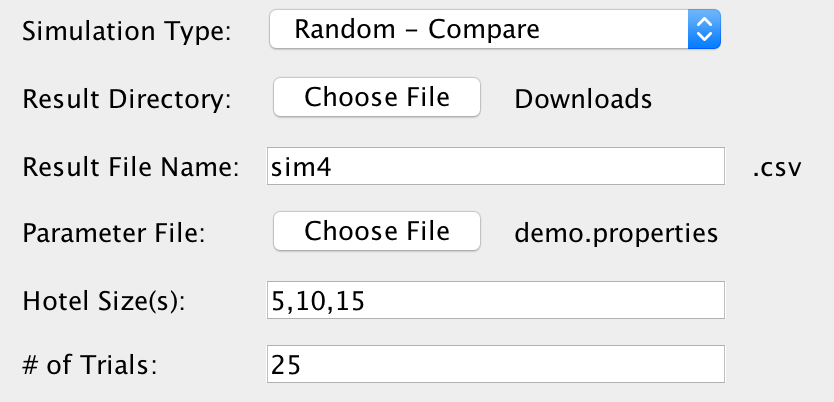 Simulation Type: Random – Compare
Result Directory: Choose File Downloads
Result File Name: sim4 .csv
Parameter File: Choose File demo.properties
Hotel Size(s): 5,10,15
# of Trials: 25